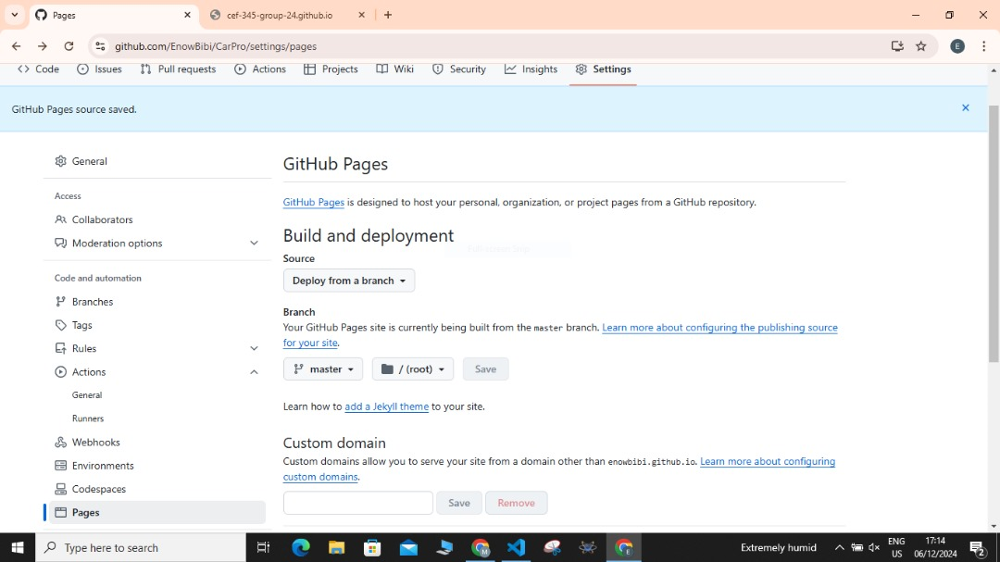 Pages
cef-345-group-24.github.io
github.com/EnowBibi/CarPro/settings/pages
E
Code
Issues
Pull requests
Actions
Projects
Wiki
Security
Insights
Settings
GitHub Pages source saved.
General
Access
Collaborators
Moderation options
Code and automation
Branches
Tags
Rules
Actions
General
Runners
Webhooks
Environments
Codespaces
Pages
GitHub Pages
GitHub Pages is designed to host your personal, organization, or project pages from a GitHub repository.
Build and deployment
Source
Deploy from a branch
Branch
Your GitHub Pages site is currently being built from the master branch. Learn more about configuring the publishing source
for your site.
master
/ (root)
Save
Learn how to add a Jekyll theme to your site.
Custom domain
Custom domains allow you to serve your site from a domain other than enowbibi.github.io. Learn more about configuring
custom domains.
Save
Remove
Type here to search
M
E
Extremely humid
ENG
US
17:14
06/12/2024
2